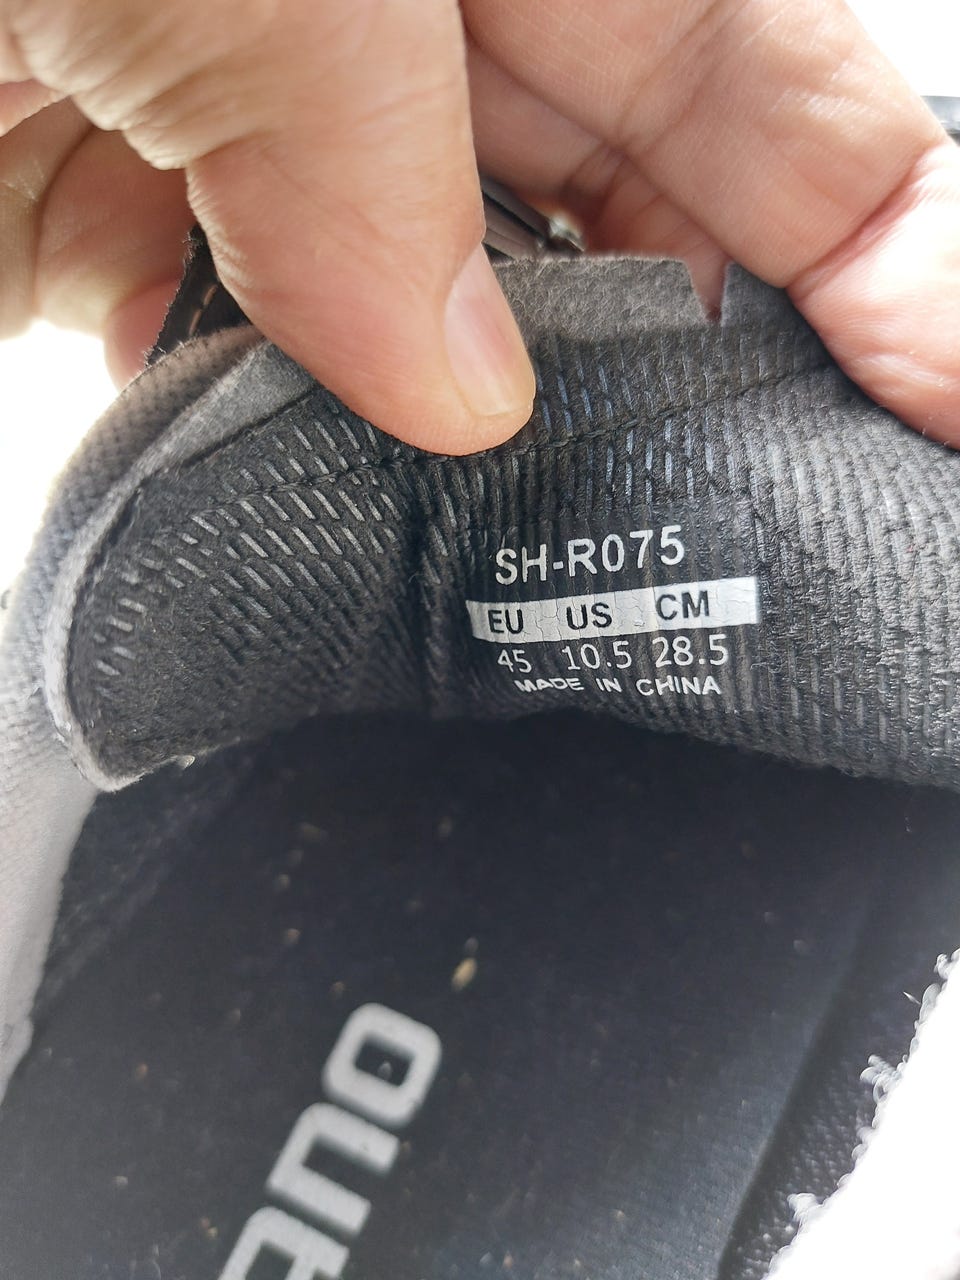 SH-R075
EU US CM
45 10.5 28.5
MADE IN CHINA
ANO